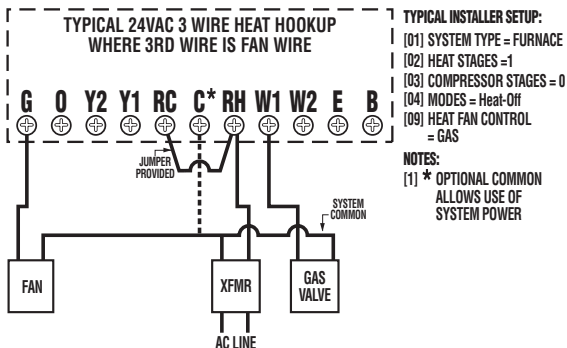 TYPICAL 24VAC 3 WIRE HEAT HOOKUP
WHERE 3RD WIRE IS FAN WIRE
G O Y2 Y1 RC C* RH W1 W2 E B
JUMPER
PROVIDED
SYSTEM
COMMON
FAN
XFMR
GAS
VALVE
AC LINE
TYPICAL INSTALLER SETUP:
[01] SYSTEM TYPE = FURNACE
[02] HEAT STAGES =1
[03] COMPRESSOR STAGES = 0
[04] MODES = Heat-Off
[09] HEAT FAN CONTROL
= GAS
NOTES:
[1] * OPTIONAL COMMON
ALLOWS USE OF
SYSTEM POWER